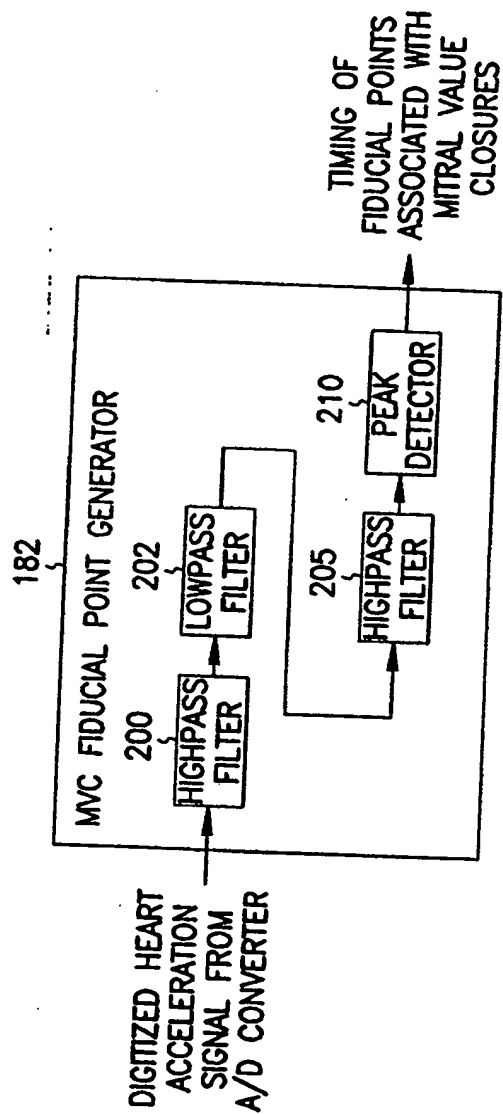 182
MVC FIDUCIAL POINT GENERATOR
DIGITIZED HEART
ACCELERATION
SIGNAL FROM
A/D CONVERTER
200
HIGHPASS
FILTER
202
LOWPASS
FILTER
205
HIGHPASS
FILTER
210
PEAK
DETECTOR
TIMING OF
FIDUCIAL POINTS
ASSOCIATED WITH
MITRAL VALUE
CLOSURES